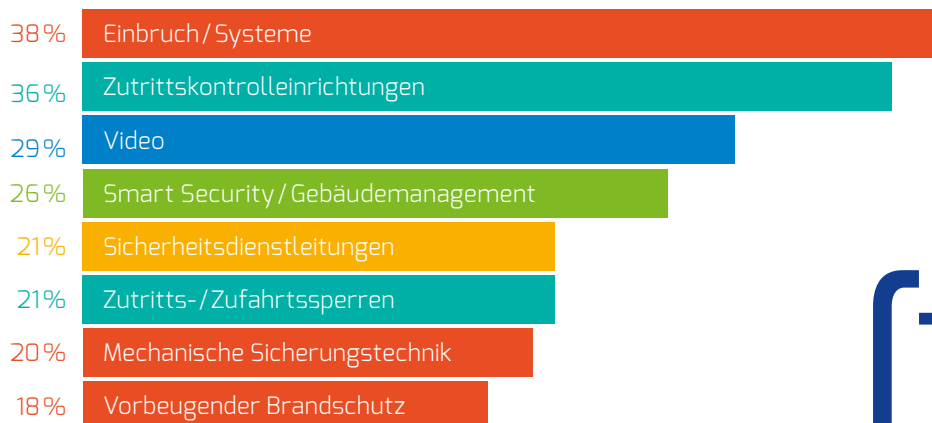 38 % Einbruch / Systeme
36 % Zutrittskontrolleinrichtungen
29 % Video
26 % Smart Security / Gebäudemanagement
21 % Sicherheitsdienstleitungen
21 % Zutritts-/Zufahrtssperren
20 % Mechanische Sicherungstechnik
18 % Vorbeugender Brandschutz